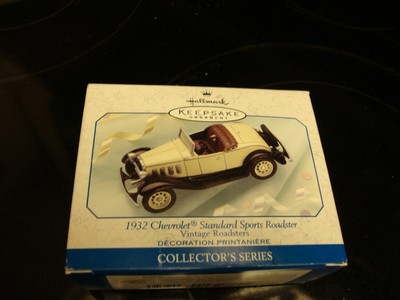 Hallmark
KEEPSAKE
ORNAMENT
1932 Chevrolet® Standard Sports Roadster
Vintage Roadsters
DÉCORATION PRINTANIÈRE
COLLECTOR'S SERIES